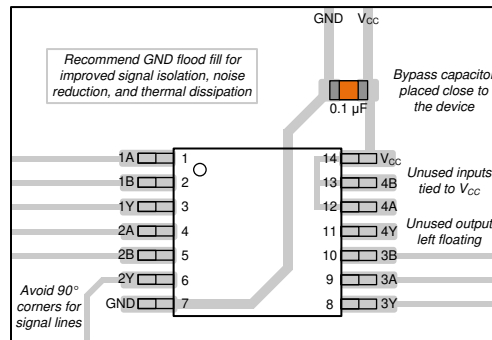 GND VCC
Recommend GND flood fill for
improved signal isolation, noise
reduction, and thermal dissipation
Bypass capacitor
placed close to
the device
0.1 µF
1A 1 14 VCC
1B 2 13 4B
1Y 3 12 4A
2A 4 11 4Y
2B 5 10 3B
2Y 6 9 3A
GND 7 8 3Y
Unused inputs
tied to VCC
Unused output
left floating
Avoid 90°
corners for
signal lines